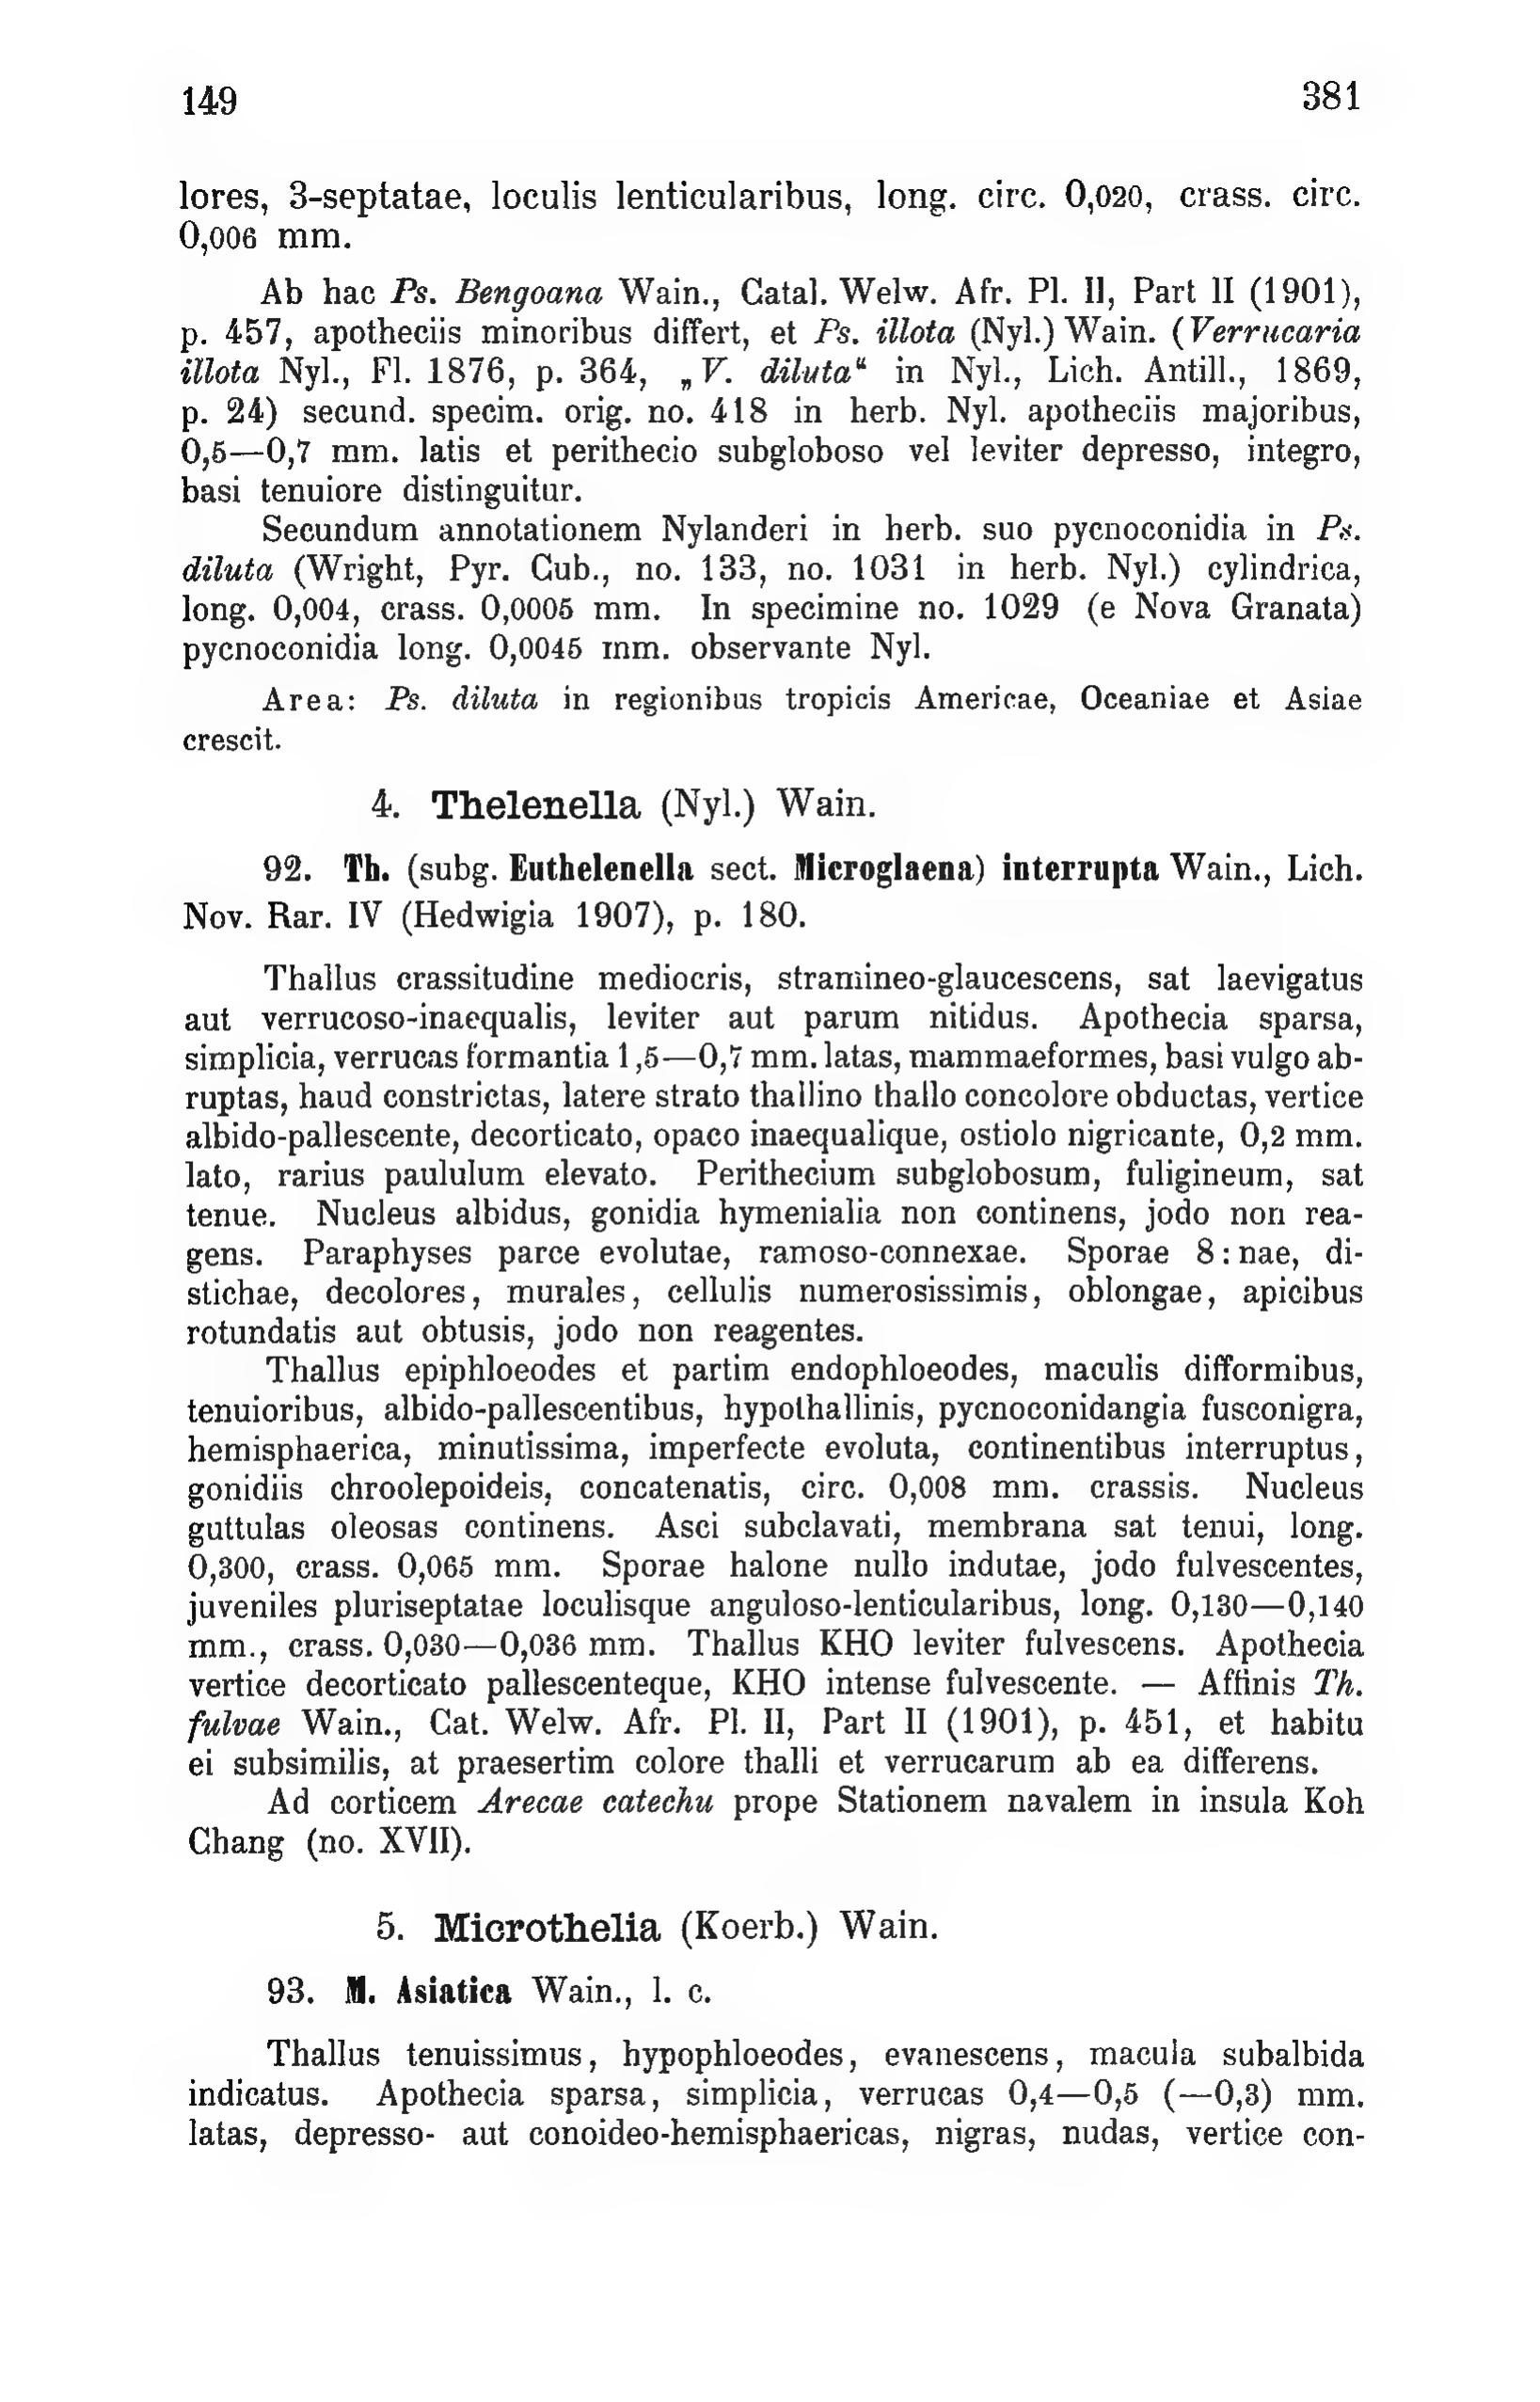 149 381
lores, 3-septatae, loculis lenticularibus, long. circ. 0,020, crass. circ.
0,006 mm.
Ab hac Ps. Bengoana Wain., Catal. Welw. Afr. Pl. II, Part II (1901),
p. 457, apotheciis minoribus differt, et Ps. illota (Nyl.) Wain. (Verrucaria
illota Nyl., Fl. 1876, p. 364, „V. diluta“ in Nyl., Lich. Antill., 1869,
p. 24) secund. specim. orig. no. 418 in herb. Nyl. apotheciis majoribus,
0,5—0,7 mm. latis et perithecio subgloboso vel leviter depresso, integro,
basi tenuiore distinguitur.
Secundum annotationem Nylanderi in herb. suo pycnoconidia in Ps.
diluta (Wright, Pyr. Cub., no. 133, no. 1031 in herb. Nyl.) cylindrica,
long. 0,004, crass. 0,0005 mm. In specimine no. 1029 (e Nova Granata)
pycnoconidia long. 0,0045 mm. observante Nyl.
Area: Ps. diluta in regionibus tropicis Americae, Oceaniae et Asiae
crescit.
4. Thelenella (Nyl.) Wain.
92. Th. (subg. Euthelenella sect. Microglaena) interrupta Wain., Lich.
Nov. Rar. IV (Hedwigia 1907), p. 180.
Thallus crassitudine mediocris, stramineo-glaucescens, sat laevigatus
aut verrucoso-inaequalis, leviter aut parum nitidus. Apothecia sparsa,
simplicia, verrucas formantia 1,5—0,7 mm. latas, mammaeformes, basi vulgo ab-
ruptas, haud constrictas, latere strato thallino thallo concolore obductas, vertice
albido-pallescente, decorticato, opaco inaequalique, ostiolo nigricante, 0,2 mm.
lato, rarius paululum elevato. Perithecium subglobosum, fuligineum, sat
tenue. Nucleus albidus, gonidia hymenialia non continens, jodo non rea-
gens. Paraphyses parce evolutae, ramoso-connexae. Sporae 8:nae, di-
stichae, decolores, murales, cellulis numerosissimis, oblongae, apicibus
rotundatis aut obtusis, jodo non reagentes.
Thallus epiphloeodes et partim endophloeodes, maculis difformibus,
tenuioribus, albido-pallescentibus, hypothallinis, pycnoconidangia fusconigra,
hemisphaerica, minutissima, imperfecte evoluta, continentibus interruptus,
gonidiis chroolepoideis, concatenatis, circ. 0,008 mm. crassis. Nucleus
guttulas oleosas continens. Asci subclavati, membrana sat tenui, long.
0,300, crass. 0,065 mm. Sporae halone nullo indutae, jodo fulvescentes,
juveniles pluriseptatae loculisque anguloso-lenticularibus, long. 0,130—0,140
mm., crass. 0,030—0,036 mm. Thallus KHO leviter fulvescens. Apothecia
vertice decorticato pallescenteque, KHO intense fulvescente. — Affinis Th.
fulvae Wain., Cat. Welw. Afr. Pl. II, Part II (1901), p. 451, et habitu
ei subsimilis, at praesertim colore thalli et verrucarum ab ea differens.
Ad corticem Arecae catechu prope Stationem navalem in insula Koh
Chang (no. XVII).
5. Microthelia (Koerb.) Wain.
93. M. Asiatica Wain., l. c.
Thallus tenuissimus, hypophloeodes, evanescens, macula subalbida
indicatus. Apothecia sparsa, simplicia, verrucas 0,4—0,5 (—0,3) mm.
latas, depresso- aut conoideo-hemisphaericas, nigras, nudas, vertice con-